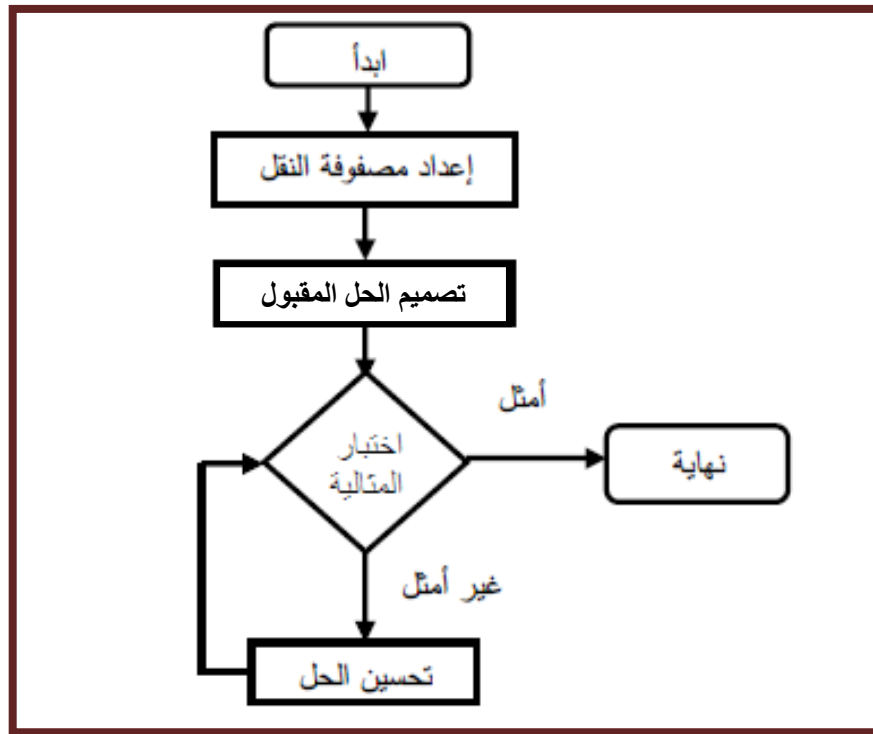 ابدأ
إعداد مصفوفة النقل
تصميم الحل المقبول
اختبار
المثالية
أمثل
نهاية
غير أمثل
تحسين الحل